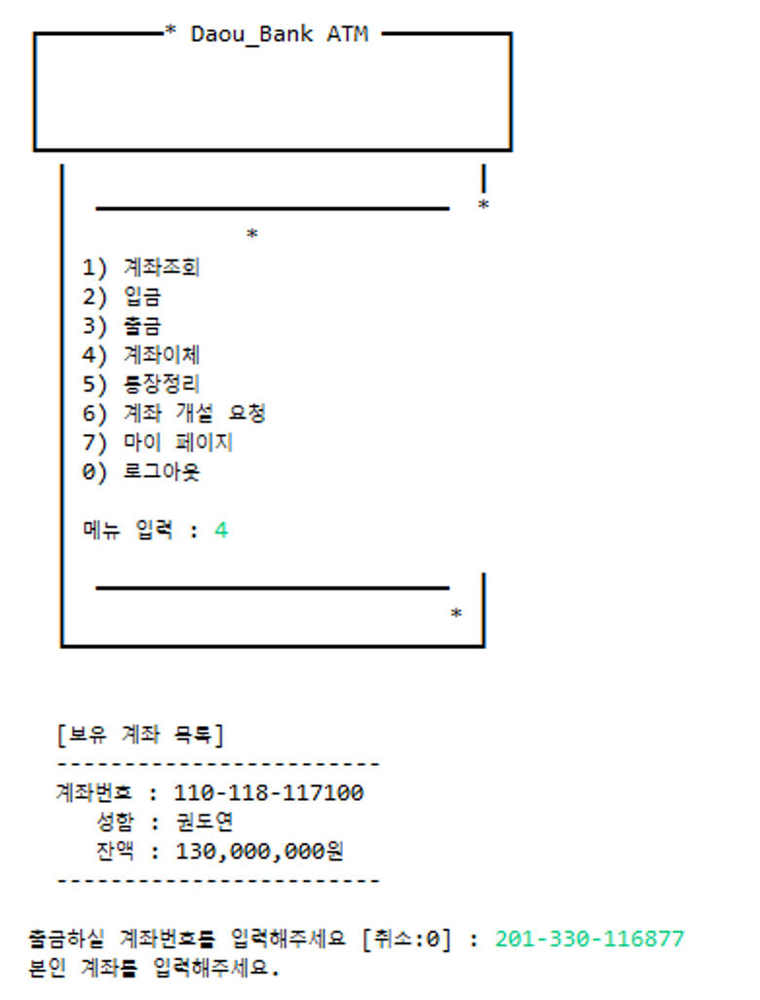 * Daou_Bank ATM
*
*
1) 계좌조회
2) 입금
3) 출금
4) 계좌이체
5) 통장정리
6) 계좌 개설 요청
7) 마이 페이지
0) 로그아웃
메뉴 입력 : 4
*
[보유 계좌 목록]
------------------------
계좌번호 : 110-118-117100
성함 : 권도연
잔액 : 130,000,000원
------------------------
출금하실 계좌번호를 입력해주세요 [취소:0] : 201-330-116877
본인 계좌를 입력해주세요.